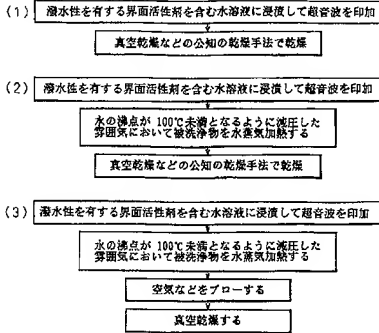 (1) 潑水性を有する界面活性剤を含む水溶液に浸漬して超音波を印加
真空乾燥などの公知の乾燥手法で乾燥
(2) 潑水性を有する界面活性剤を含む水溶液に浸漬して超音波を印加
水の沸点が100℃未満となるように減圧した
雰囲気において被洗浄物を水蒸気加熱する
真空乾燥などの公知の乾燥手法で乾燥
(3) 潑水性を有する界面活性剤を含む水溶液に浸漬して超音波を印加
水の沸点が100℃未満となるように減圧した
雰囲気において被洗浄物を水蒸気加熱する
空気などをブローする
真空乾燥する